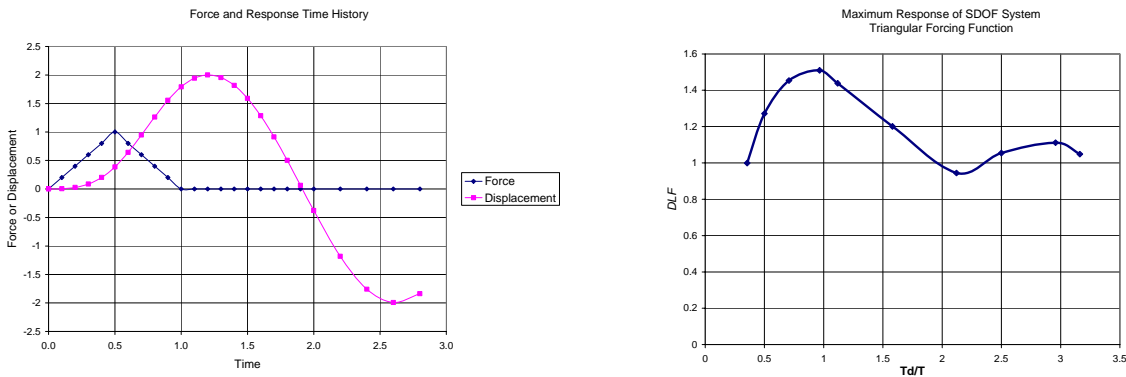 Force and Response Time History
2.5
2
1.5
1
0.5
0
-0.5
-1
-1.5
-2
-2.5
Force or Displacement
0.0 0.5 1.0 1.5 2.0 2.5 3.0
Time
Force
Displacement
Maximum Response of SDOF System
Triangular Forcing Function
1.6
1.4
1.2
1
0.8
0.6
0.4
0.2
0
DLF
0 0.5 1 1.5 2 2.5 3 3.5
Td/T